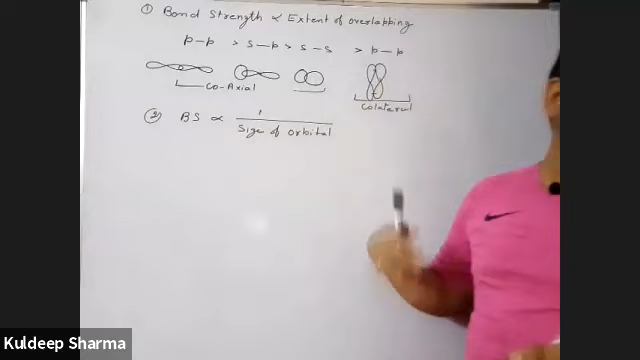 ① Bond Strength ∝ Extent of overlapping
p–p > s–p > s–s > p–p
Co-Axial
Colateral
② BS ∝ 1 / Size of orbital
Kuldeep Sharma